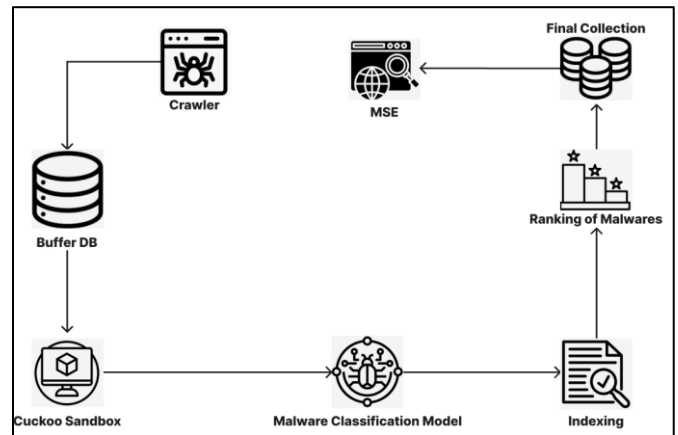 Final Collection
Crawler
MSE
Ranking of Malwares
Buffer DB
Cuckoo Sandbox
Malware Classification Model
Indexing